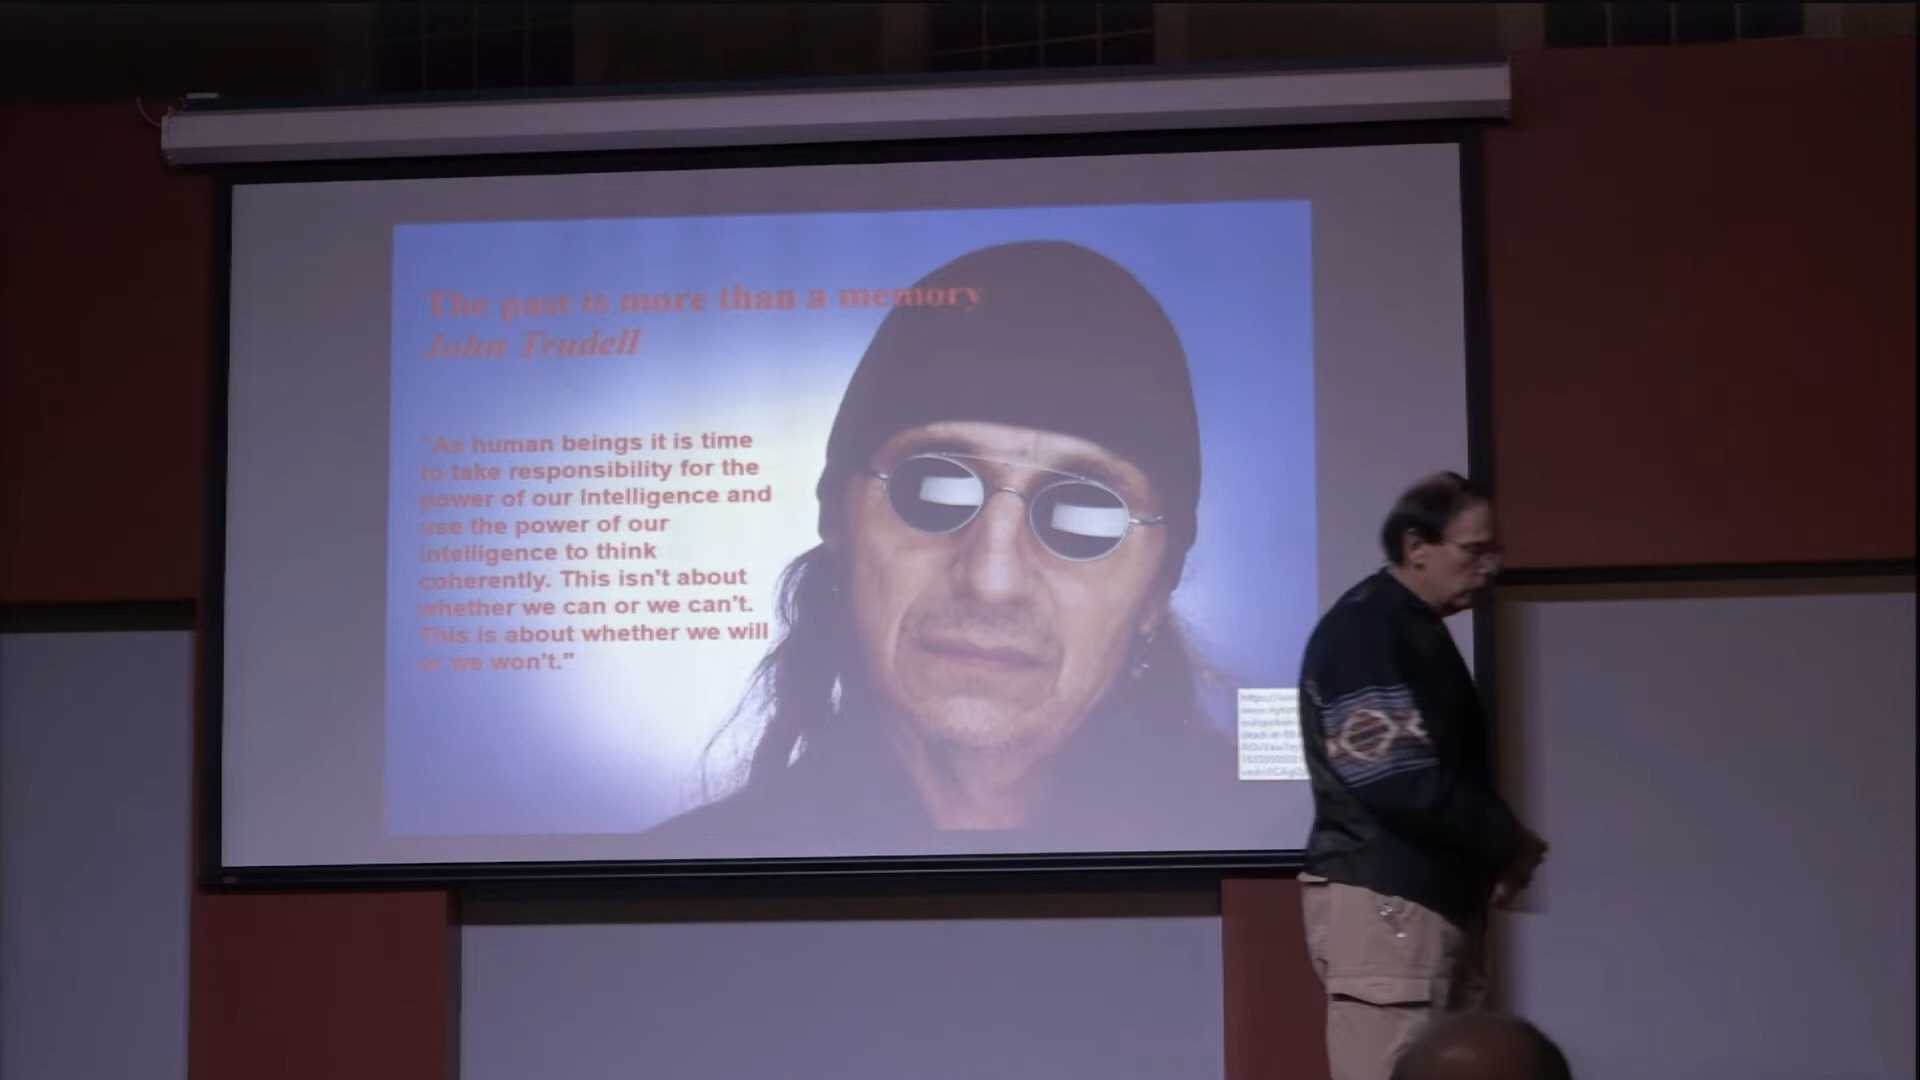 The past is more than a memory
John Trudell
"As human beings it is time
to take responsibility for the
power of our Intelligence and
use the power of our
intelligence to think
coherently. This isn't about
whether we can or we can't.
This is about whether we will
or we won't."